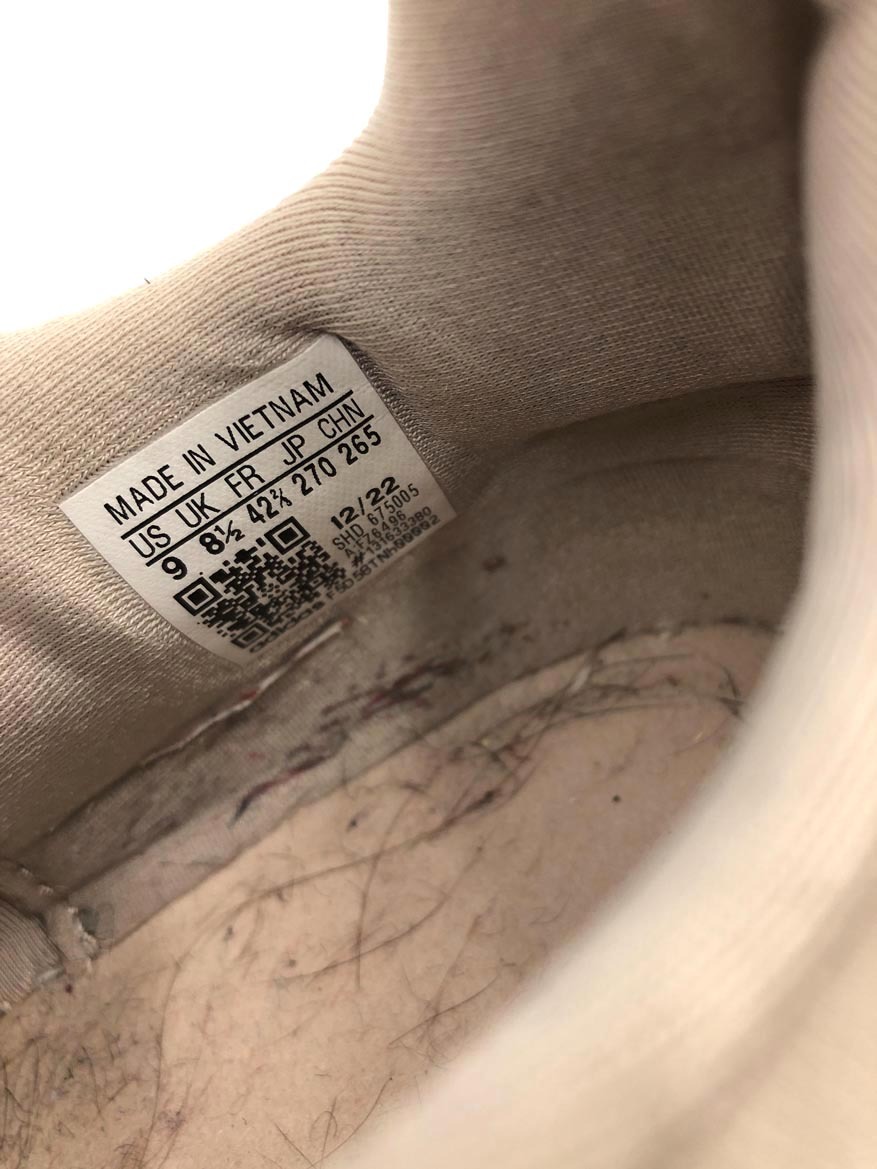 MADE IN VIETNAM
US UK FR JP CHN
9 8½ 42⅔ 270 265
12/22
SHD 675005
adidas